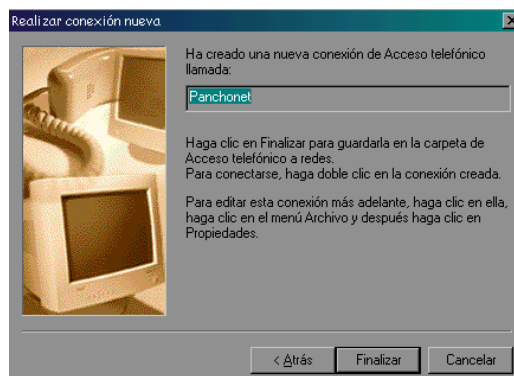 Realizar conexión nueva
Ha creado una nueva conexión de Acceso telefónico
llamada:
Panchonet
Haga clic en Finalizar para guardarla en la carpeta de
Acceso telefónico a redes.
Para conectarse, haga doble clic en la conexión creada.
Para editar esta conexión más adelante, haga clic en ella,
haga clic en el menú Archivo y después haga clic en
Propiedades.
< Atrás
Finalizar
Cancelar